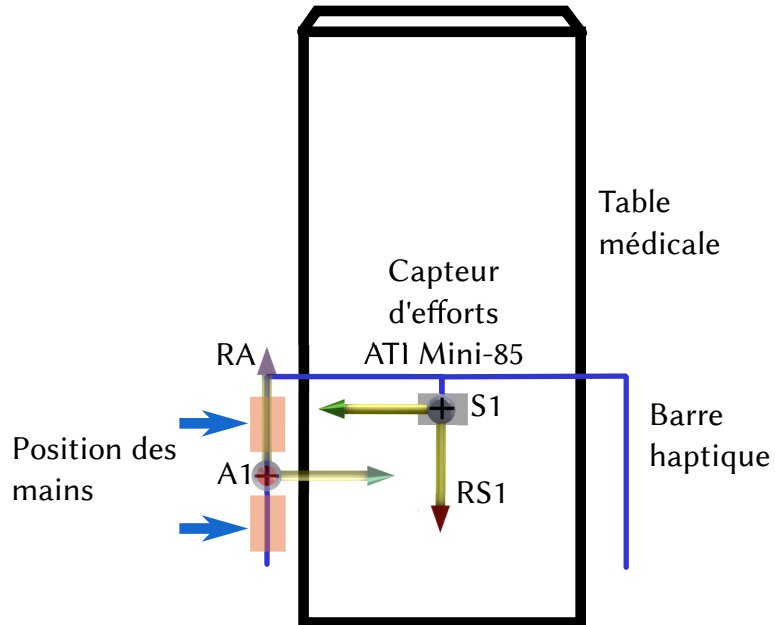 Table
médicale
Capteur
d'efforts
ATI Mini-85
RA
S1
Barre
haptique
Position des
mains
A1
RS1